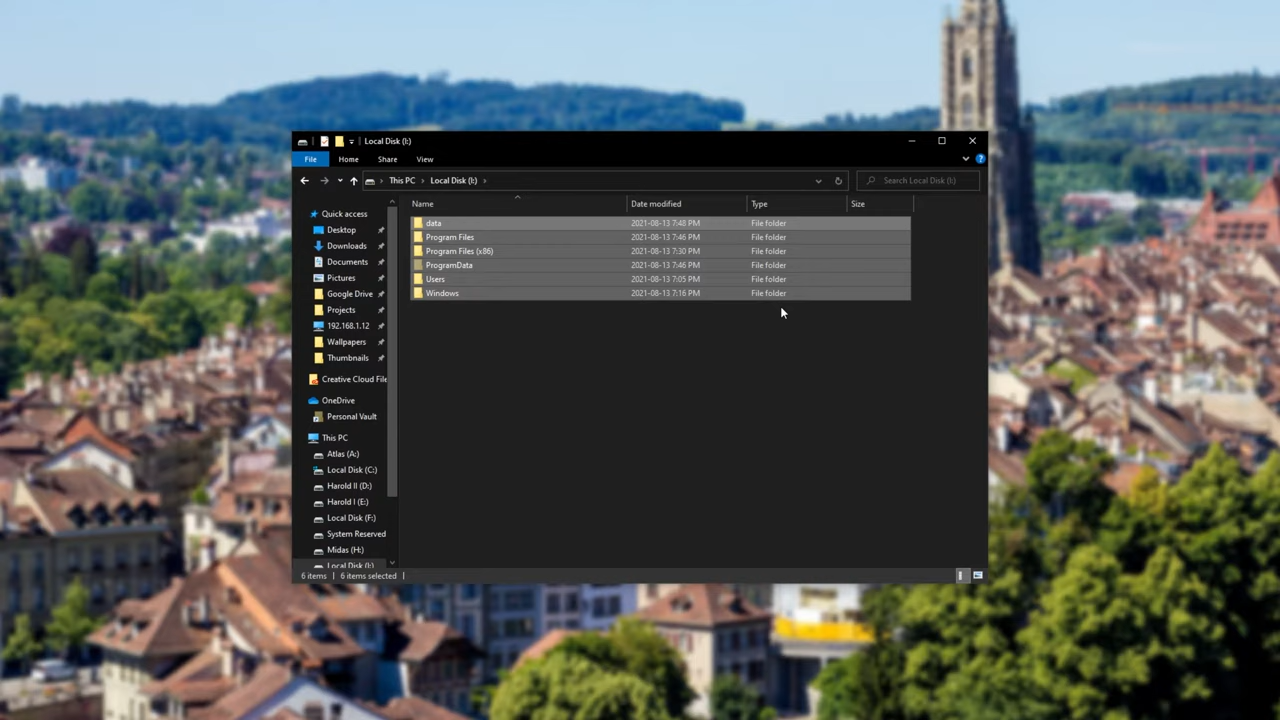 Local Disk (I:)
File Home Share View
This PC Local Disk (I:)
Search Local Disk (I:)
Name Date modified Type Size
data 2021-08-13 7:48 PM File folder
Program Files 2021-08-13 7:46 PM File folder
Program Files (x86) 2021-08-13 7:30 PM File folder
ProgramData 2021-08-13 7:46 PM File folder
Users 2021-08-13 7:05 PM File folder
Windows 2021-08-13 7:16 PM File folder
Quick access
Desktop
Downloads
Documents
Pictures
Google Drive
Projects
192.168.1.12
Wallpapers
Thumbnails
Creative Cloud File
OneDrive
Personal Vault
This PC
Atlas (A:)
Local Disk (C:)
Harold II (D:)
Harold I (E:)
Local Disk (F:)
System Reserved
Midas (H:)
Local Disk (I:)
6 items 6 items selected